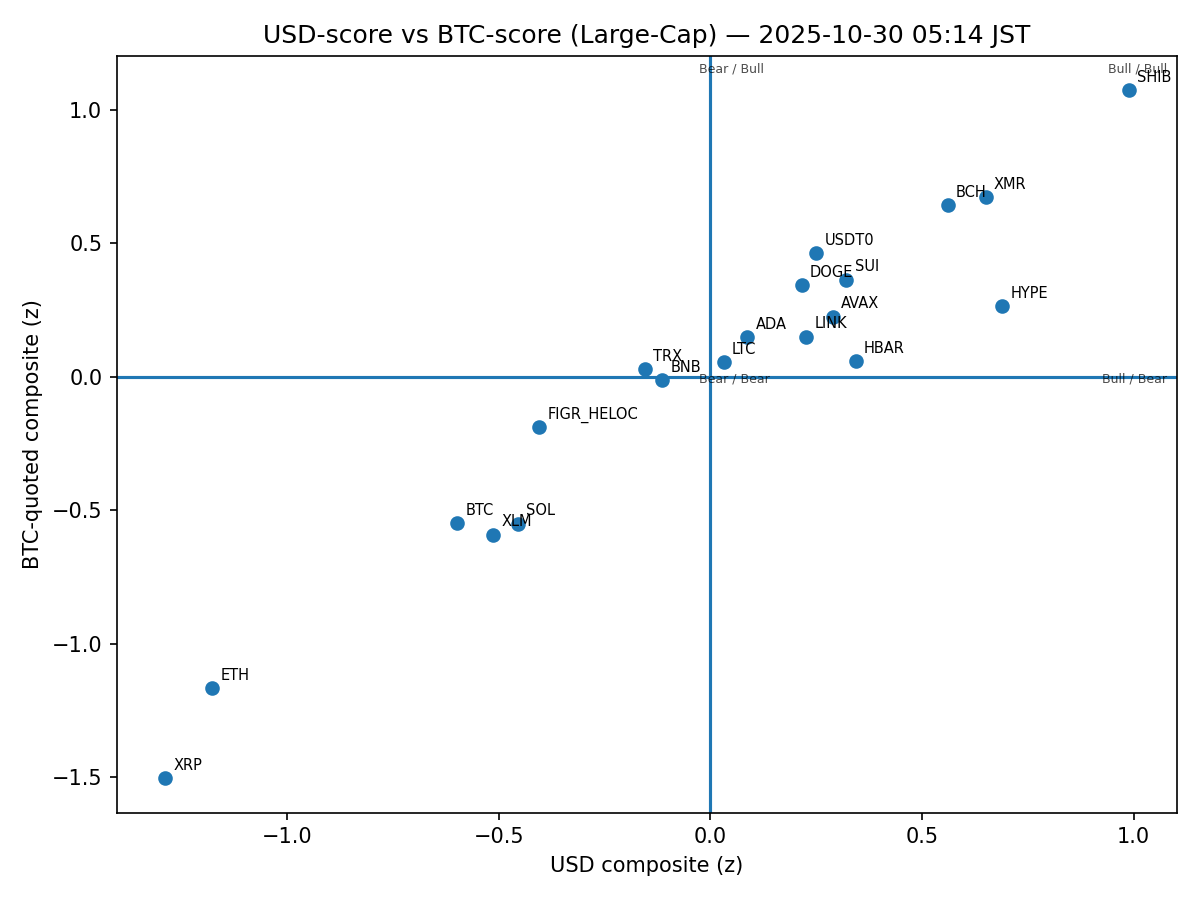 USD-score vs BTC-score (Large-Cap) — 2025-10-30 05:14 JST
Bear / Bull
Bull / Bull
SHIB
1.0
XMR
BCH
0.5
USDT0
SUI
DOGE
HYPE
AVAX
ADA
LINK
HBAR
LTC
TRX
BNB
0.0
Bear / Bear
Bull / Bear
FIGR_HELOC
−0.5
BTC
SOL
XLM
−1.0
ETH
XRP
−1.5
−1.0
−0.5
0.0
0.5
1.0
USD composite (z)
BTC-quoted composite (z)